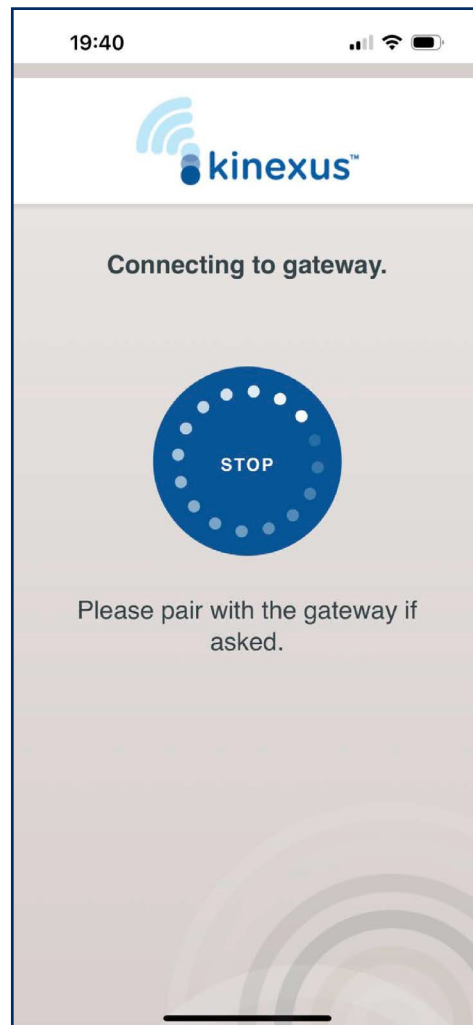 19:40
kinexus™
Connecting to gateway.
STOP
Please pair with the gateway if
asked.